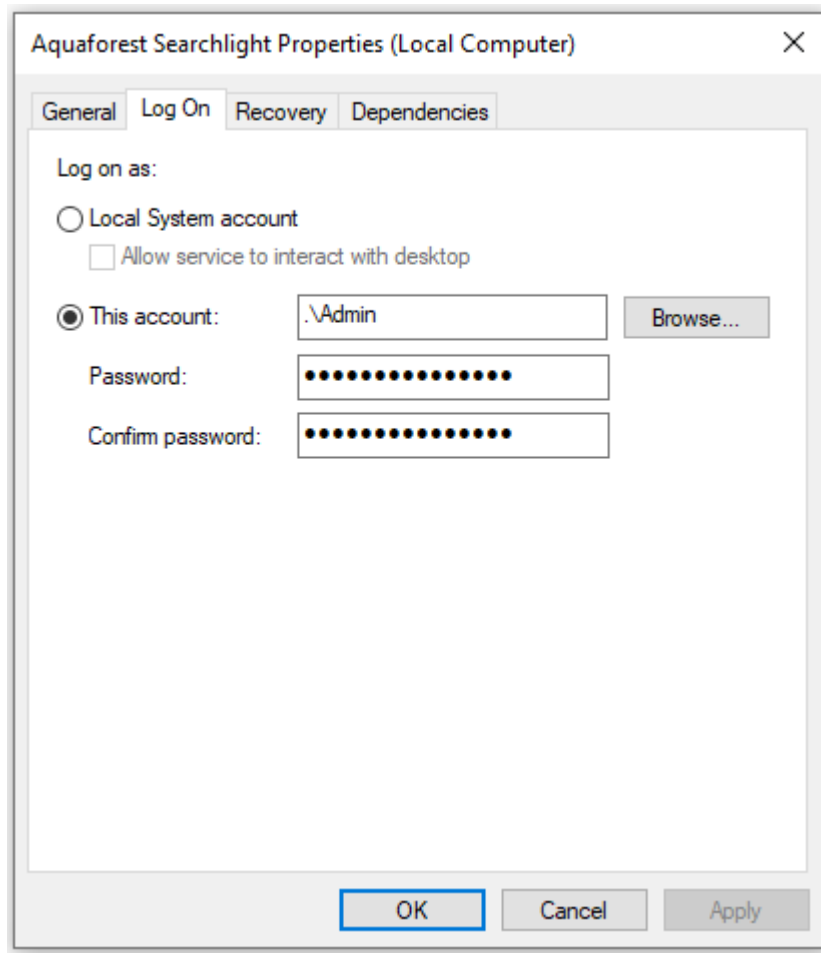 Aquaforest Searchlight Properties (Local Computer)
General Log On Recovery Dependencies
Log on as:
Local System account
Allow service to interact with desktop
This account: .\Admin Browse...
Password: •••••••••••••••
Confirm password: •••••••••••••••
OK Cancel Apply